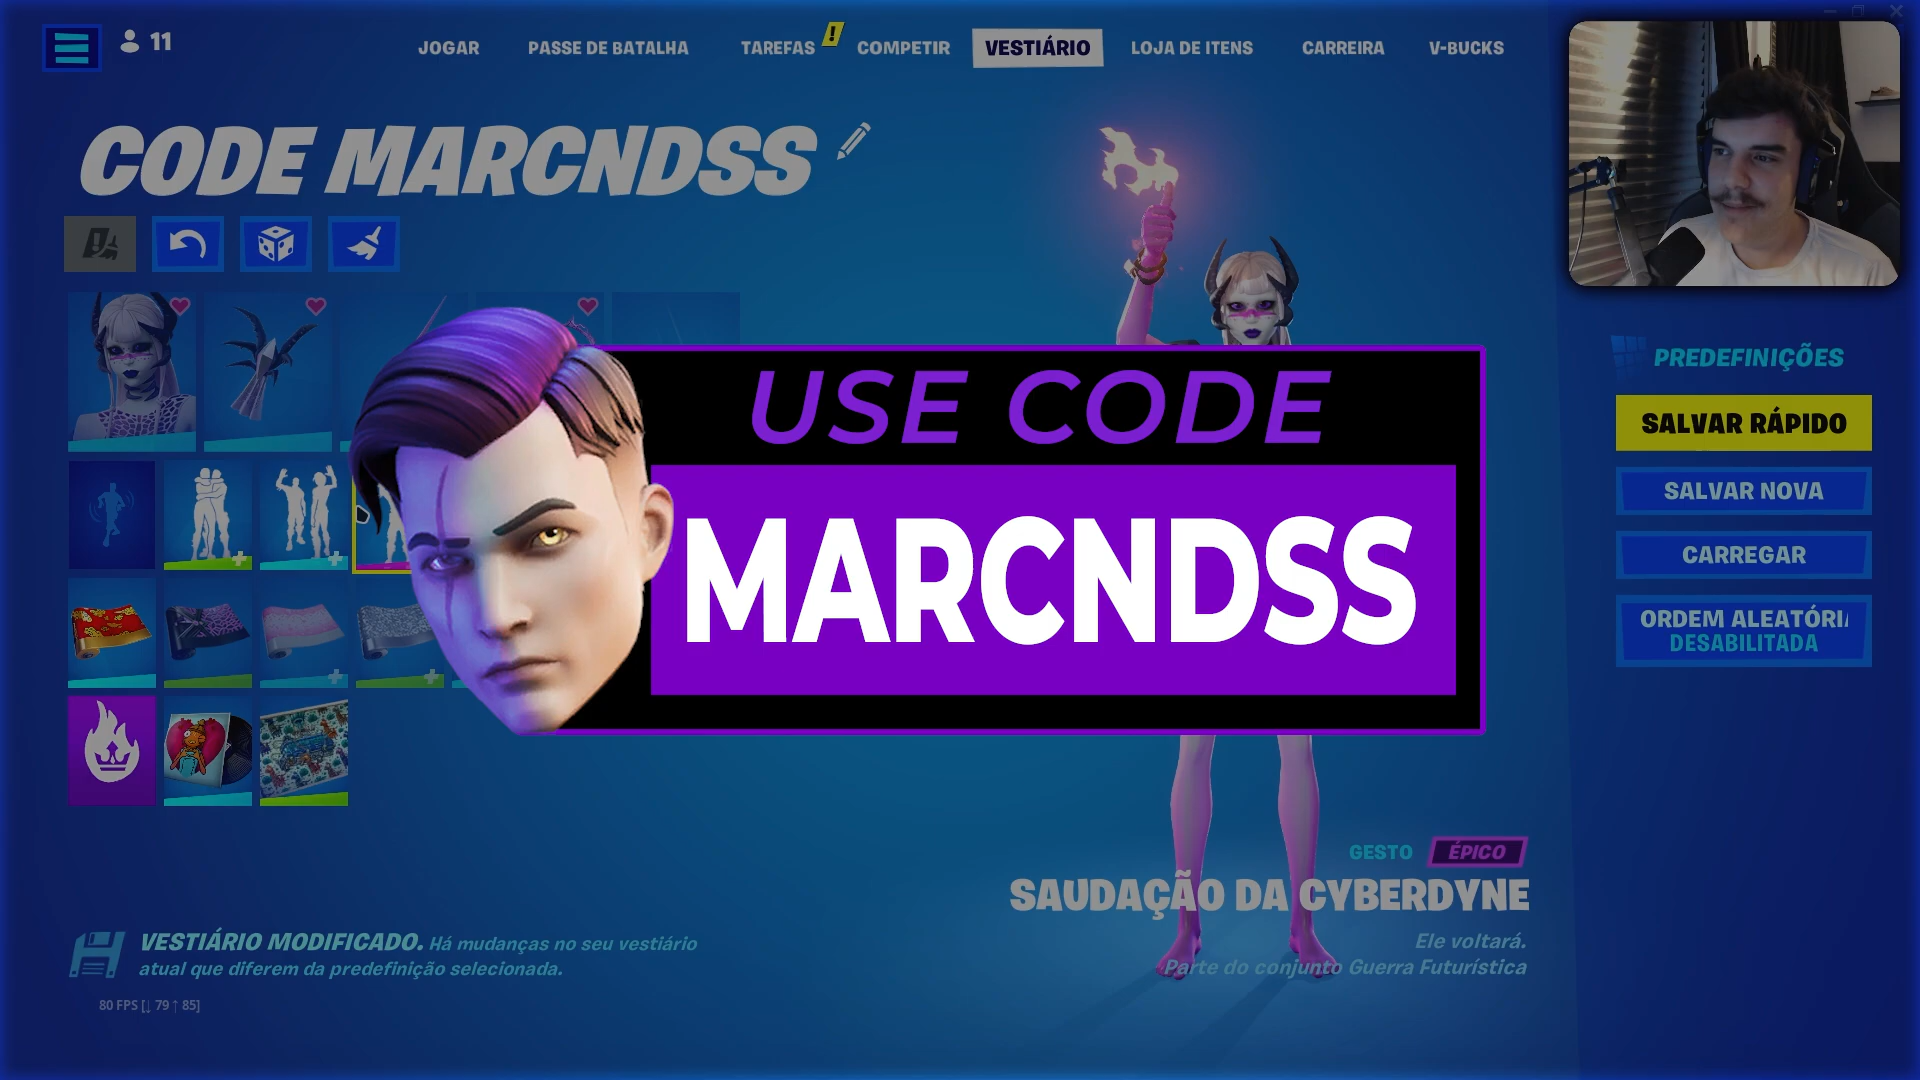 11
JOGAR
PASSE DE BATALHA
TAREFAS
!
COMPETIR
VESTIÁRIO
LOJA DE ITENS
CARREIRA
V-BUCKS
CODE MARCNDSS
USE CODE
MARCNDSS
PREDEFINIÇÕES
SALVAR RÁPIDO
SALVAR NOVA
CARREGAR
ORDEM ALEATÓRI
DESABILITADA
GESTO
ÉPICO
SAUDAÇÃO DA CYBERDYNE
Ele voltará.
Parte do conjunto Guerra Futurística
VESTIÁRIO MODIFICADO. Há mudanças no seu vestiário
atual que diferem da predefinição selecionada.
80 FPS [↓ 79 ↑ 85]